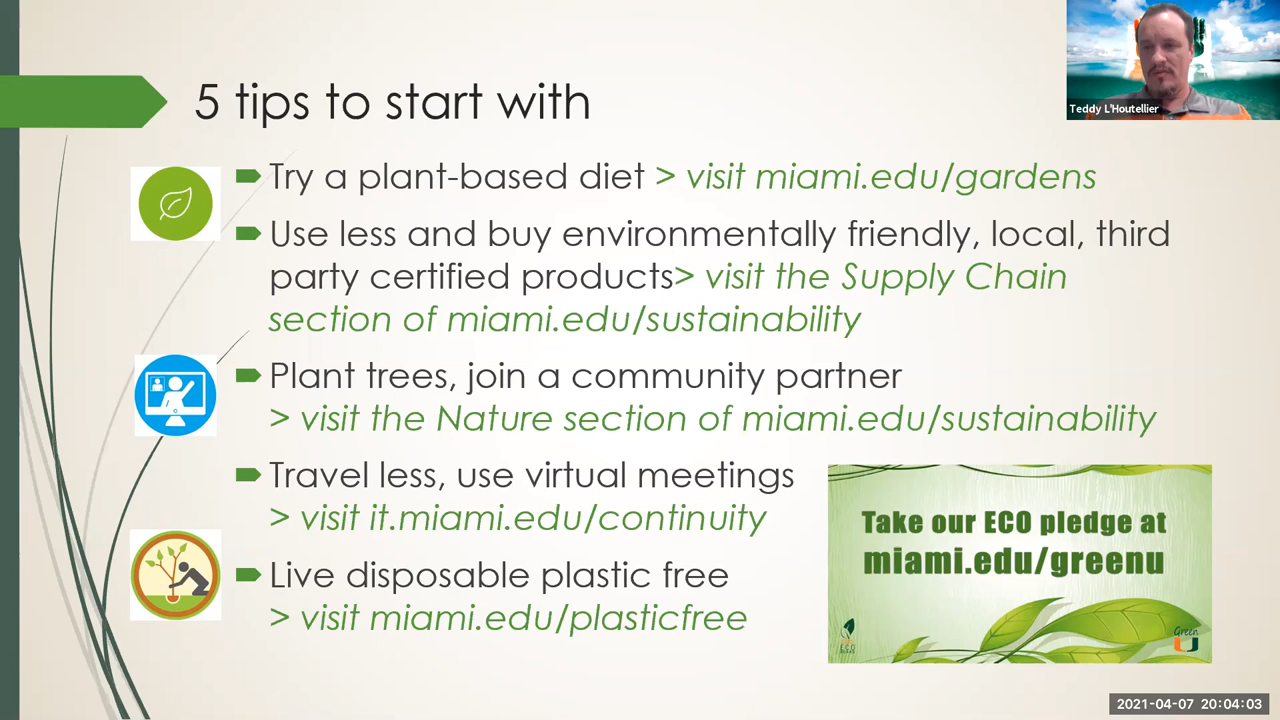 5 tips to start with
Teddy L'Houtellier
Try a plant-based diet > visit miami.edu/gardens
Use less and buy environmentally friendly, local, third
party certified products> visit the Supply Chain
section of miami.edu/sustainability
Plant trees, join a community partner
> visit the Nature section of miami.edu/sustainability
Travel less, use virtual meetings
> visit it.miami.edu/continuity
Live disposable plastic free
> visit miami.edu/plasticfree
Take our ECO pledge at
miami.edu/greenu
ECO
Green
U
2021-04-07 20:04:03